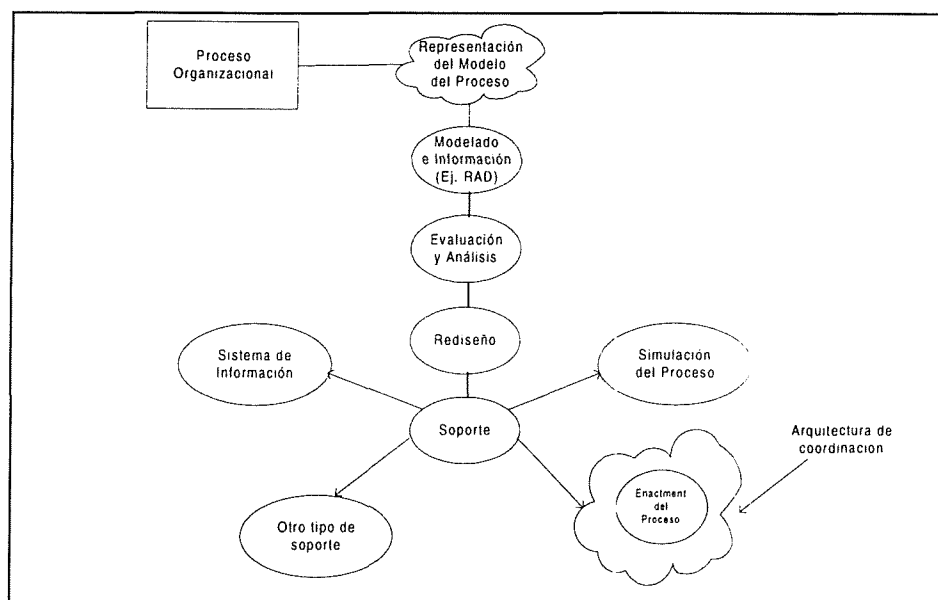 Proceso
Organizacional
Representación
del Modelo
del Proceso
Modelado
e Información
(Ej. RAD)
Evaluación
y Análisis
Rediseño
Sistema de
Información
Simulación
del Proceso
Soporte
Arquitectura de
coordinacion
Enactment
del
Proceso
Otro tipo de
soporte